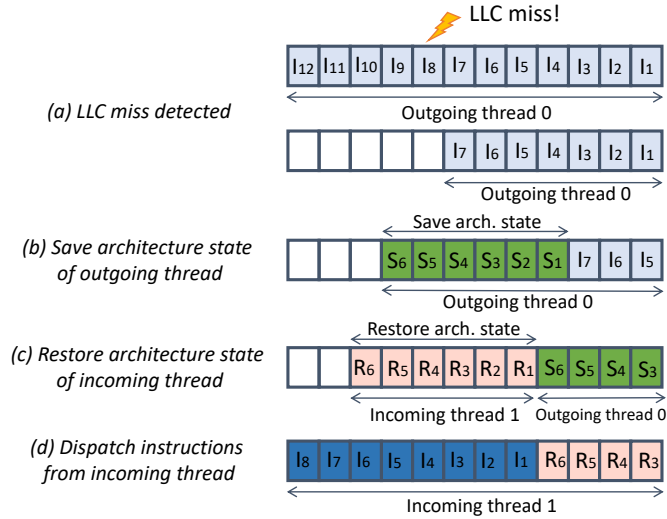 LLC miss!
I12 I11 I10 I9 I8 I7 I6 I5 I4 I3 I2 I1
Outgoing thread 0
(a) LLC miss detected
I7 I6 I5 I4 I3 I2 I1
Outgoing thread 0
Save arch. state
(b) Save architecture state
of outgoing thread
S6 S5 S4 S3 S2 S1 I7 I6 I5
Outgoing thread 0
Restore arch. state
(c) Restore architecture state
of incoming thread
R6 R5 R4 R3 R2 R1 S6 S5 S4 S3
Incoming thread 1
Outgoing thread 0
(d) Dispatch instructions
from incoming thread
I8 I7 I6 I5 I4 I3 I2 I1 R6 R5 R4 R3
Incoming thread 1